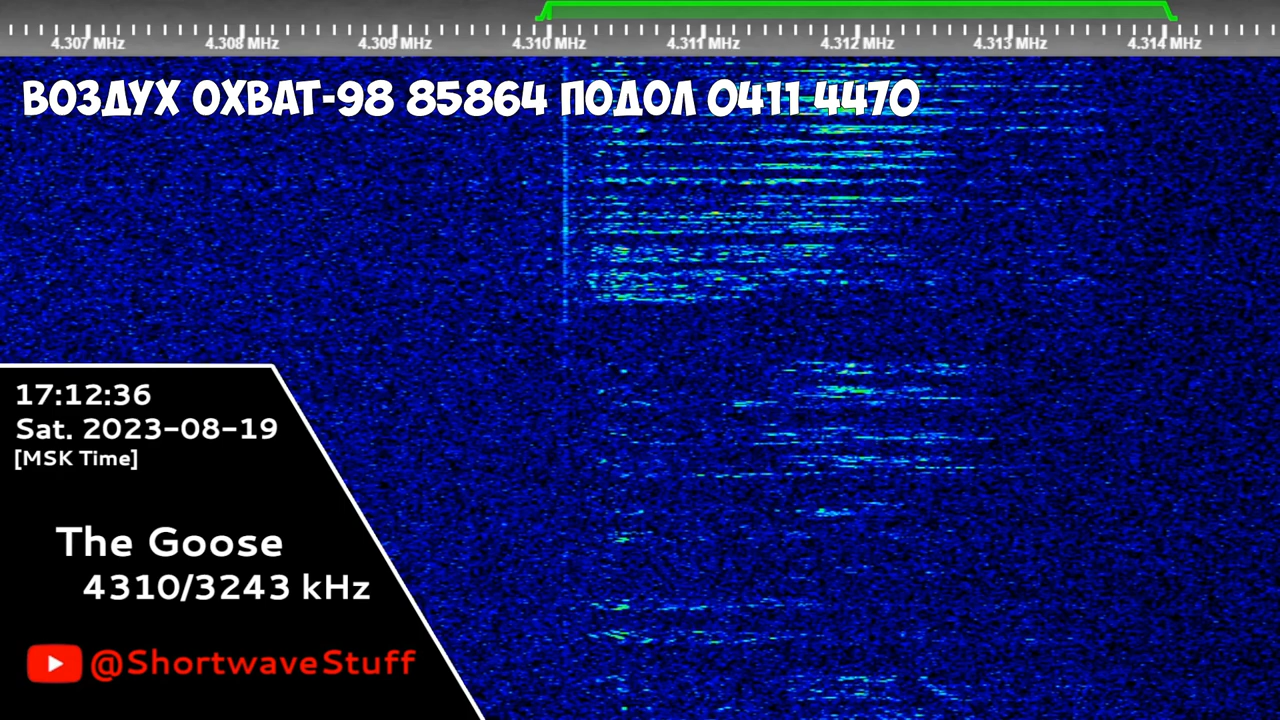 4.307 MHz 4.308 MHz 4.309 MHz 4.310 MHz 4.311 MHz 4.312 MHz 4.313 MHz 4.314 MHz
ВОЗДУХ ОХВАТ-98 85864 ПОДОЛ 0411 4470
17:12:36
Sat. 2023-08-19
[MSK Time]
The Goose
4310/3243 kHz
@ShortwaveStuff